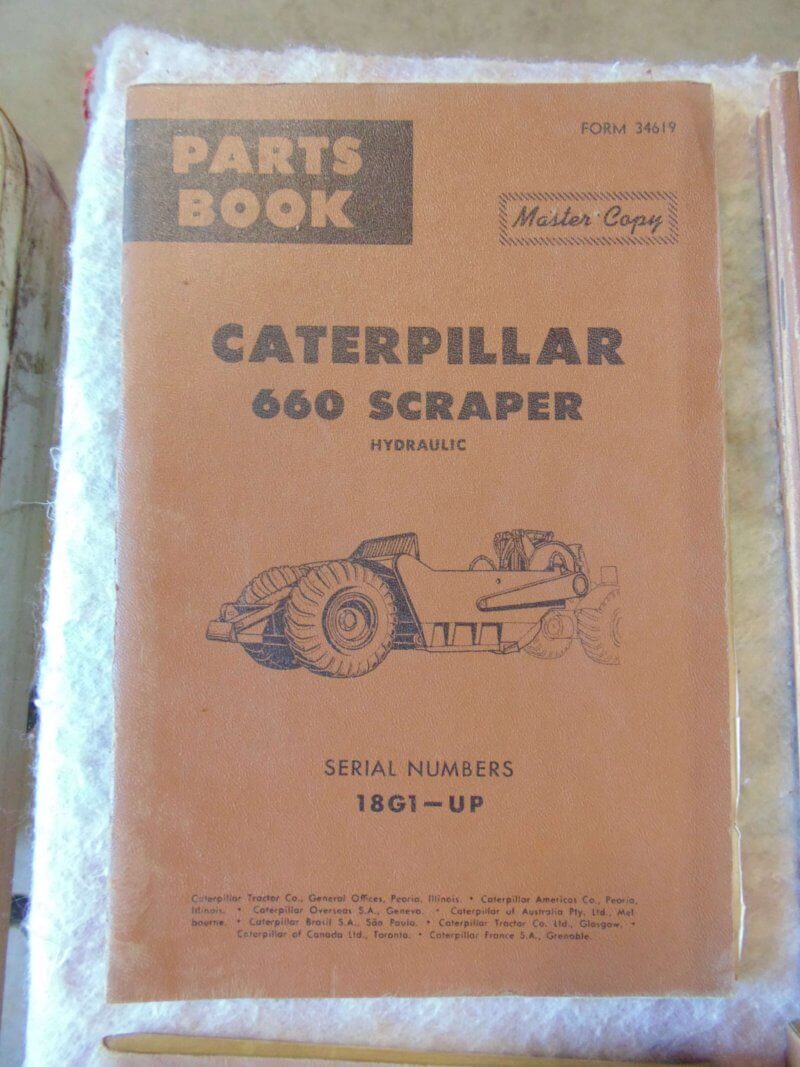 PARTS
BOOK
FORM 34619
Master Copy
CATERPILLAR
660 SCRAPER
HYDRAULIC
SERIAL NUMBERS
18G1—UP
Caterpillar Tractor Co., General Offices, Peoria, Illinois. • Caterpillar Americas Co., Peoria,
Illinois. • Caterpillar Overseas S.A., Geneva. • Caterpillar of Australia Pty. Ltd., Mel
bourne. • Caterpillar Brasil S.A., São Paulo. • Caterpillar Tractor Co. Ltd., Glasgow. •
Caterpillar of Canada Ltd., Toronto. • Caterpillar France S.A., Grenoble.